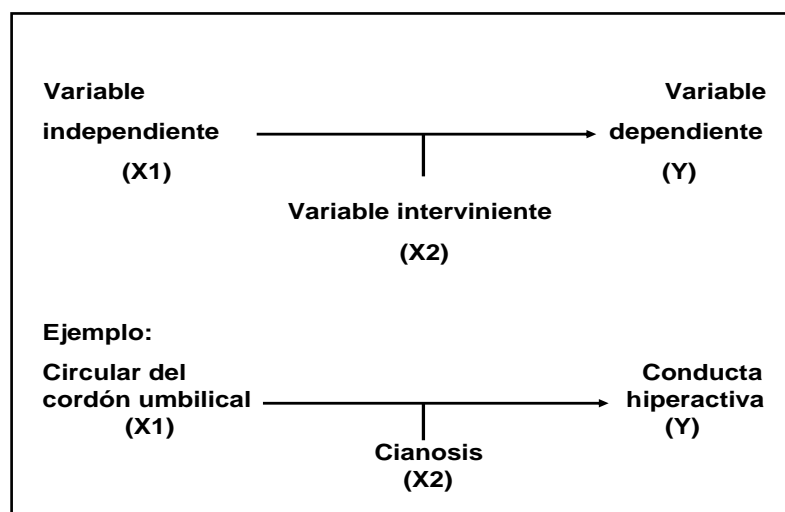 Variable Variable
independiente dependiente
(X1) (Y)
Variable interviniente
(X2)
Ejemplo:
Circular del Conducta
cordón umbilical hiperactiva
(X1) (Y)
Cianosis
(X2)